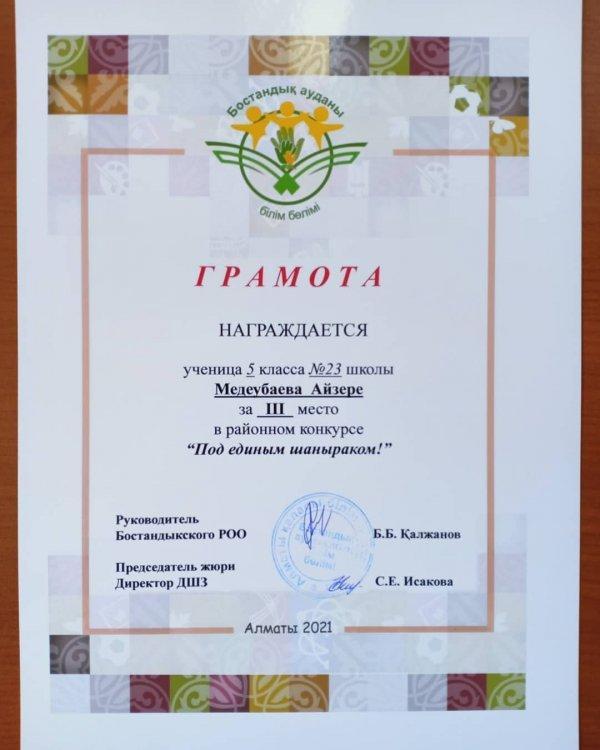 Бостандық ауданы
білім бөлімі
ГРАМОТА
НАГРАЖДАЕТСЯ
ученица 5 класса №23 школы
Медеубаева Айзере
за III место
в районном конкурсе
“Под единым шаныраком!”
Руководитель
Бостандыкского РОО Б.Б. Қалжанов
Председатель жюри
Директор ДШЗ С.Е. Исакова
Алматы 2021